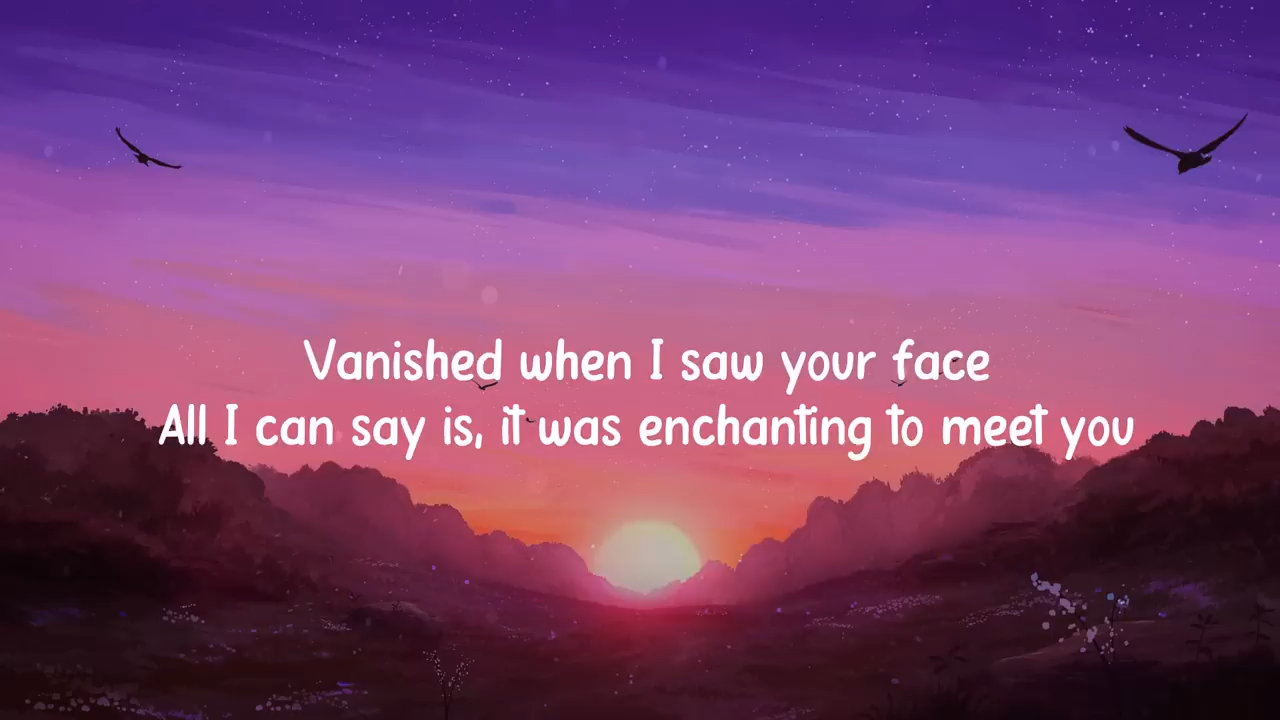 Vanished when I saw your face
All I can say is, it was enchanting to meet you